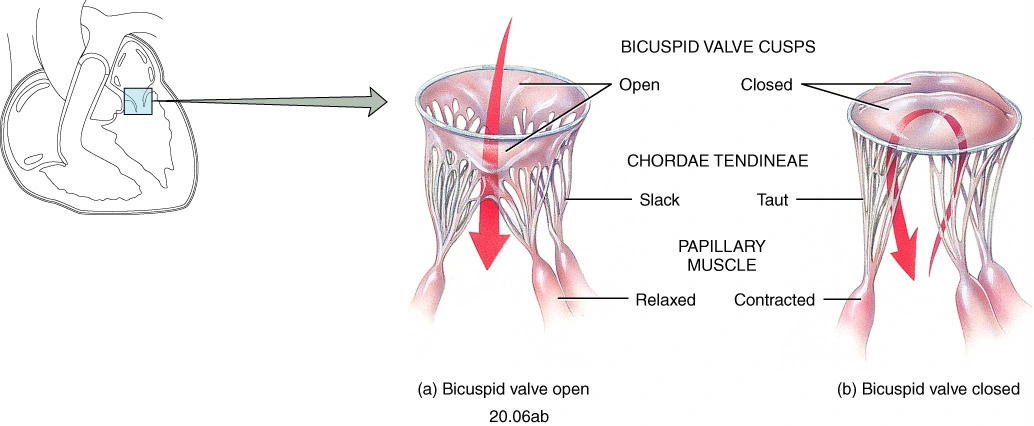 BICUSPID VALVE CUSPS
Open
Closed
CHORDAE TENDINEAE
Slack
Taut
PAPILLARY
MUSCLE
Relaxed
Contracted
(a) Bicuspid valve open
(b) Bicuspid valve closed
20.06ab